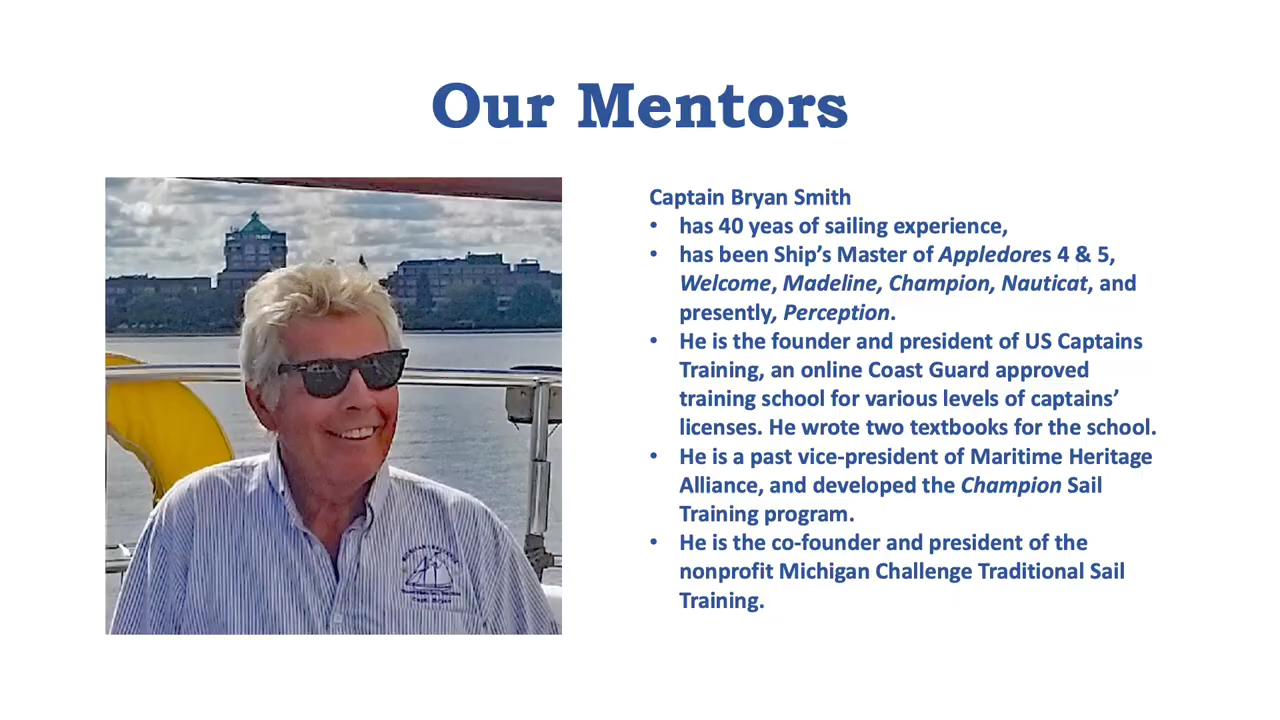 Our Mentors
Captain Bryan Smith
• has 40 yeas of sailing experience,
• has been Ship's Master of Appledores 4 & 5,
Welcome, Madeline, Champion, Nauticat, and
presently, Perception.
• He is the founder and president of US Captains
Training, an online Coast Guard approved
training school for various levels of captains'
licenses. He wrote two textbooks for the school.
• He is a past vice-president of Maritime Heritage
Alliance, and developed the Champion Sail
Training program.
• He is the co-founder and president of the
nonprofit Michigan Challenge Traditional Sail
Training.